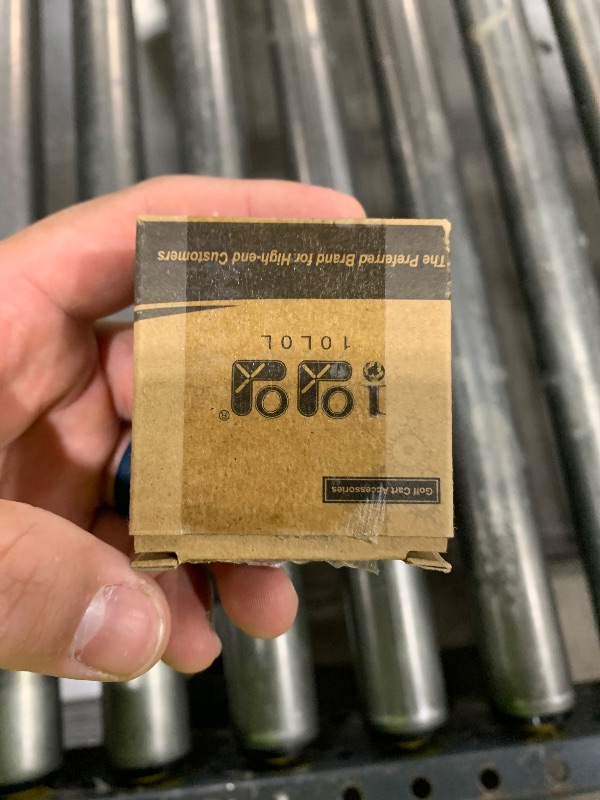 Golf Cart Accessories
10L0L®
10L0L
The Preferred Brand for High-end Customers